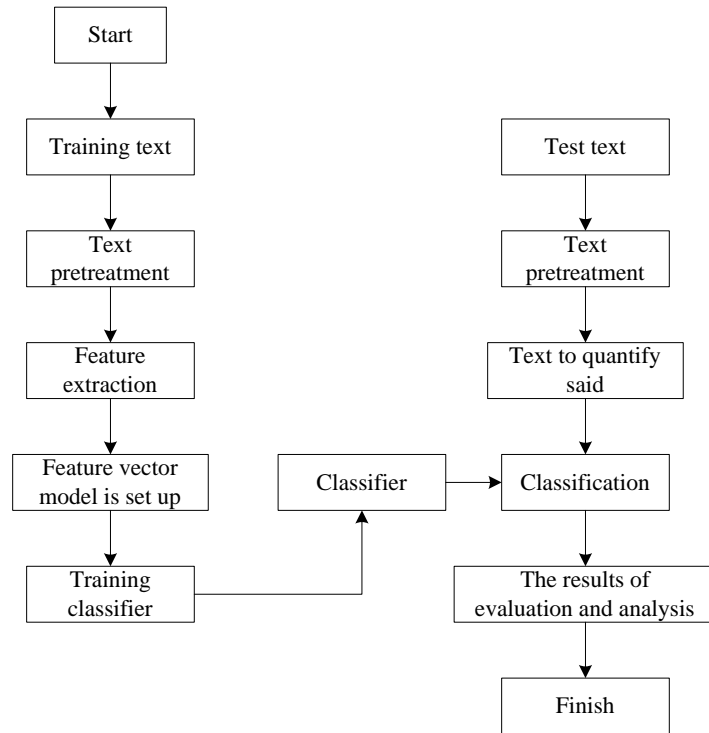 Start
Training text
Text
pretreatment
Feature
extraction
Feature vector
model is set up
Training
classifier
Classifier
Test text
Text
pretreatment
Text to quantify
said
Classification
The results of
evaluation and analysis
Finish